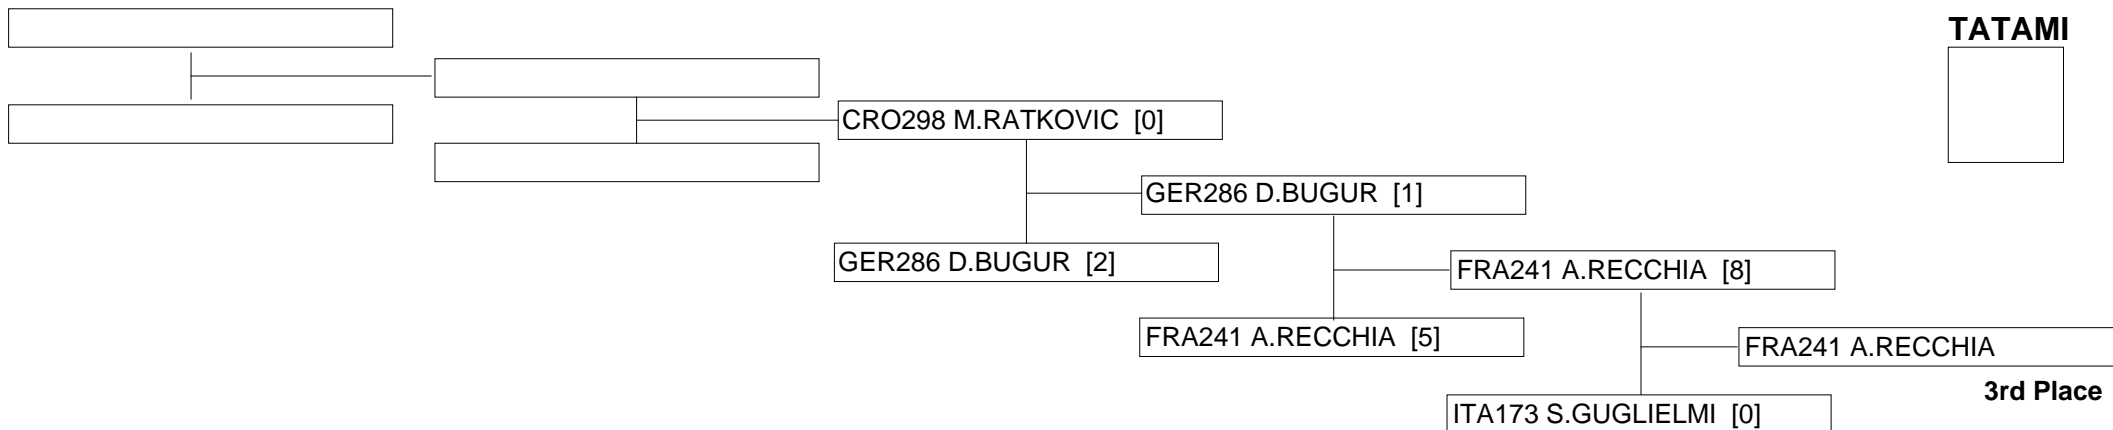 TATAMI
CRO298 M.RATKOVIC [0]
GER286 D.BUGUR [1]
GER286 D.BUGUR [2]
FRA241 A.RECCHIA [8]
FRA241 A.RECCHIA [5]
FRA241 A.RECCHIA
3rd Place
ITA173 S.GUGLIELMI [0]